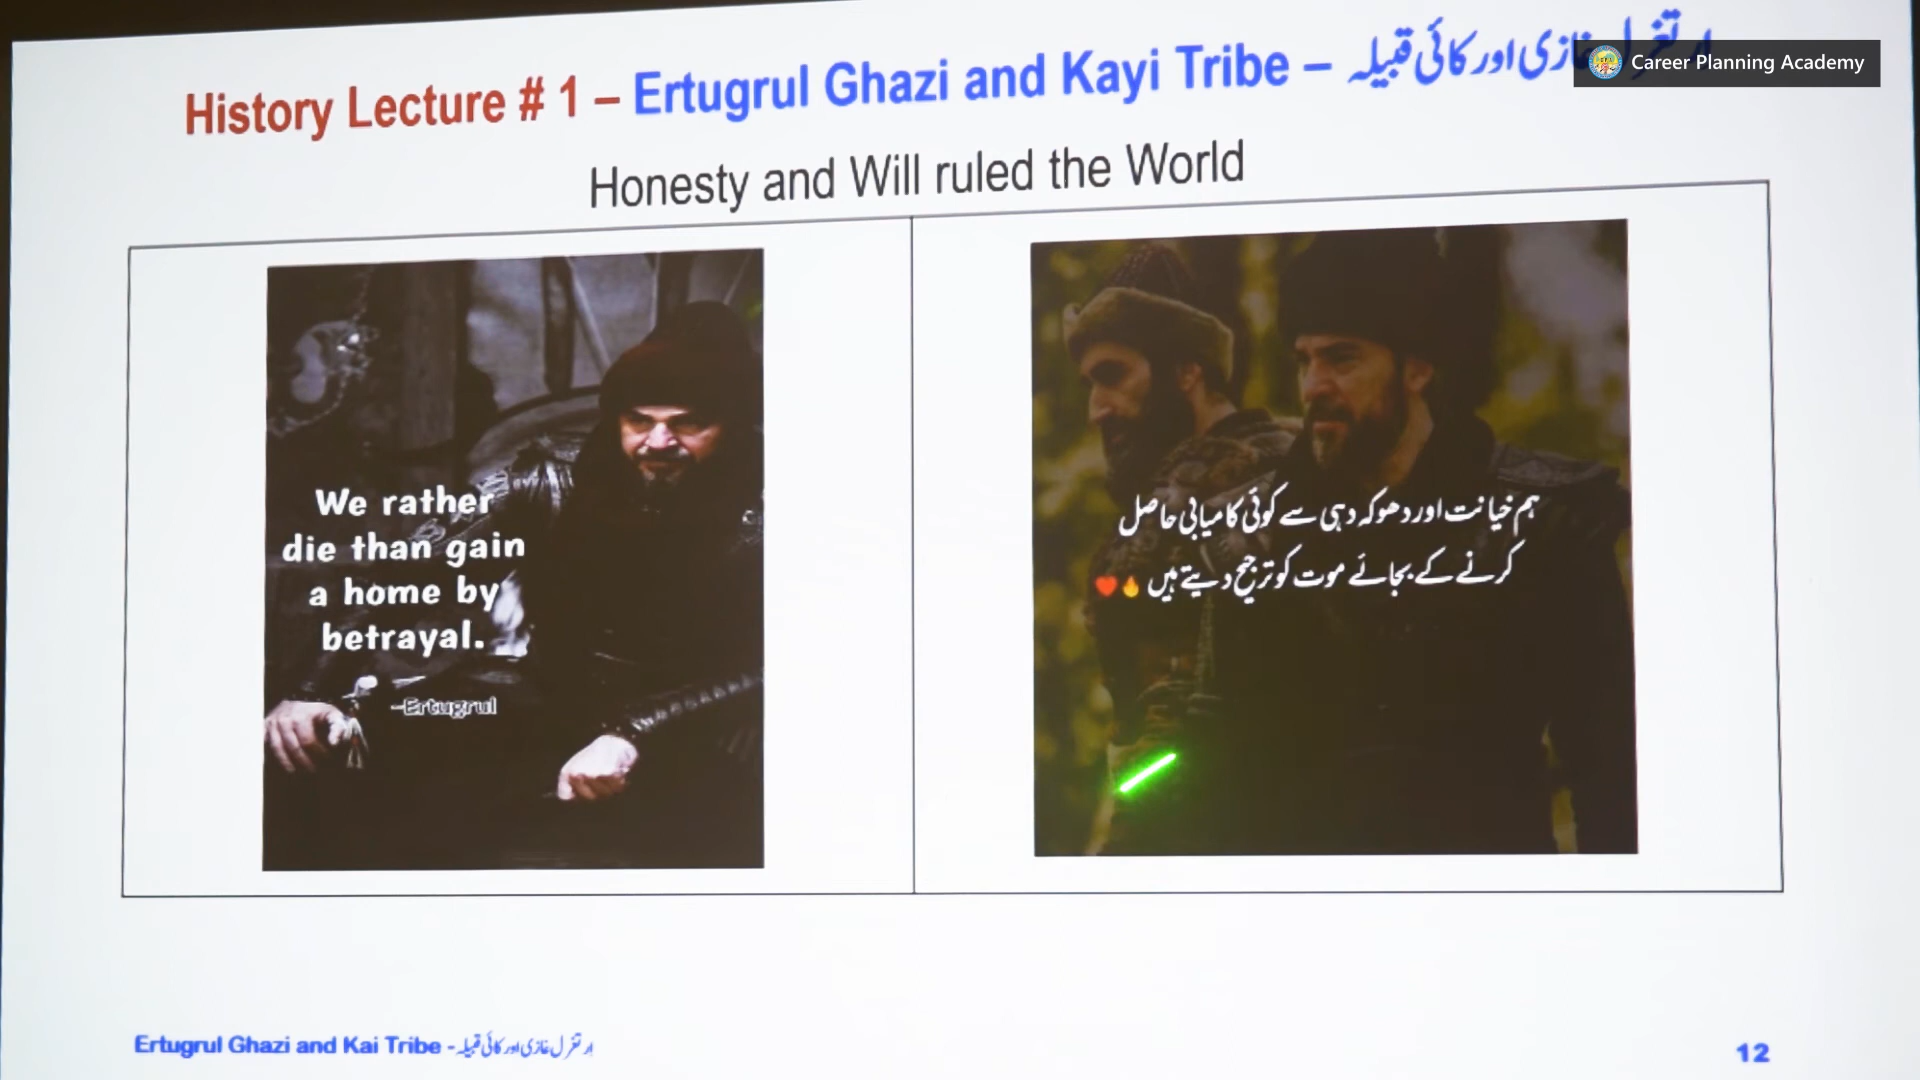 History Lecture # 1 – Ertugrul Ghazi and Kayi Tribe – ارتغرل غازی اور کائی قبیلہ
Career Planning Academy
Honesty and Will ruled the World
We rather
die than gain
a home by
betrayal.
-Ertugrul
ہم خیانت اور دھوکہ دہی سے کوئی کامیابی حاصل
کرنے کے بجائے موت کو ترجیح دیتے ہیں 🔥❤️
Ertugrul Ghazi and Kai Tribe - ارتغرل غازی اور کائی قبیلہ
12